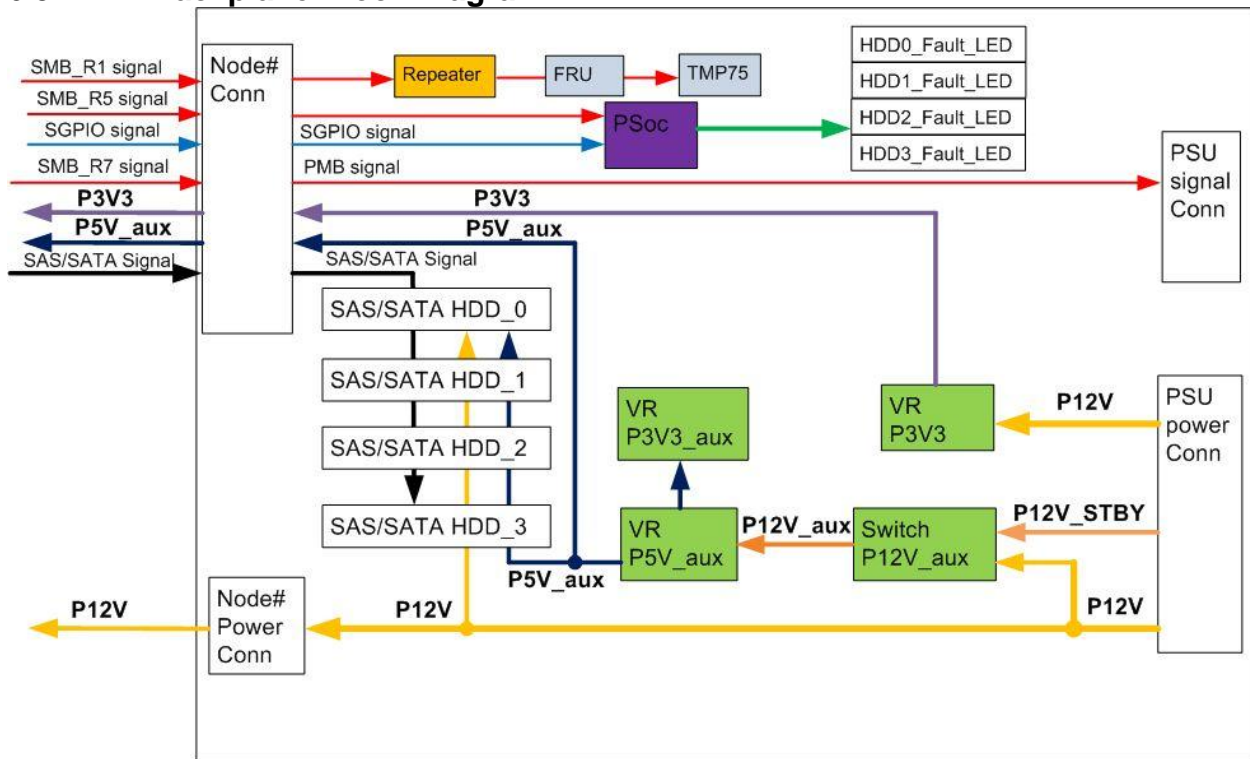 SMB_R1 signal
SMB_R5 signal
SGPIO signal
SMB_R7 signal
P3V3
P5V_aux
SAS/SATA Signal
Node#
Conn
Repeater
FRU
TMP75
PSoc
SGPIO signal
PMB signal
HDD0_Fault_LED
HDD1_Fault_LED
HDD2_Fault_LED
HDD3_Fault_LED
PSU
signal
Conn
P3V3
P5V_aux
SAS/SATA Signal
SAS/SATA HDD_0
SAS/SATA HDD_1
SAS/SATA HDD_2
SAS/SATA HDD_3
VR
P3V3_aux
VR
P3V3
P12V
PSU
power
Conn
VR
P5V_aux
P12V_aux
Switch
P12V_aux
P12V_STBY
P5V_aux
P12V
Node#
Power
Conn
P12V
P12V